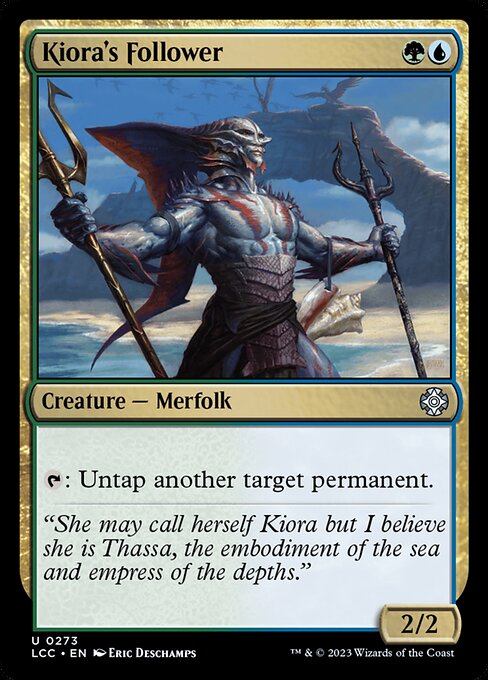 Kiora's Follower
Creature — Merfolk
: Untap another target permanent.
“She may call herself Kiora but I believe
she is Thassa, the embodiment of the sea
and empress of the depths.”
2/2
U 0273
LCC • EN Eric Deschamps
™ & © 2023 Wizards of the Coast